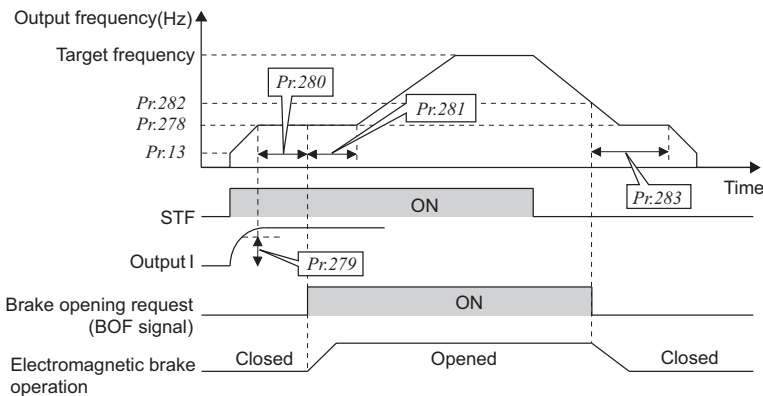 Output frequency(Hz)
Target frequency
Pr.280
Pr.282
Pr.281
Pr.278
Pr.13
Time
Pr.283
STF
ON
Output I
Pr.279
Brake opening request
(BOF signal)
ON
Electromagnetic brake
operation
Closed
Opened
Closed